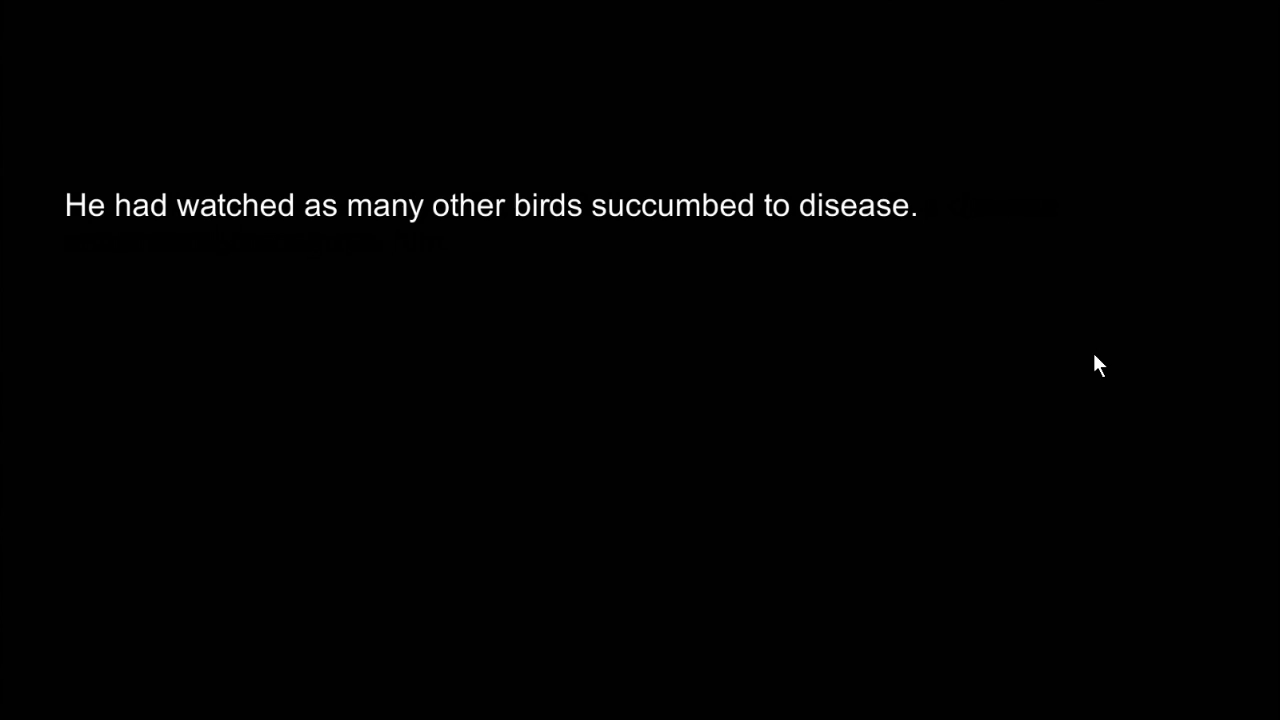 He had watched as many other birds succumbed to disease.